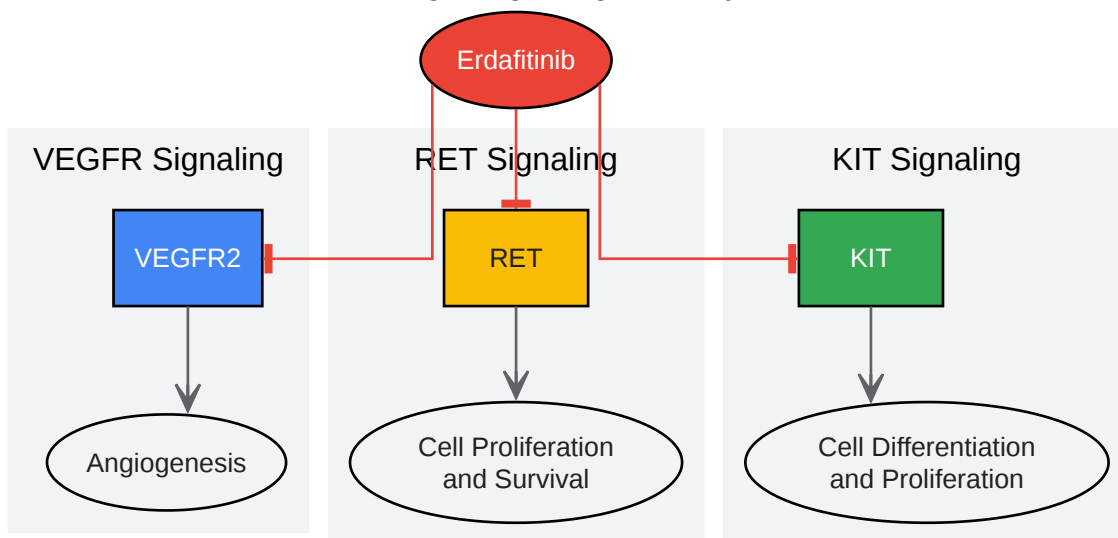 Erdafitinib
VEGFR Signaling
RET Signaling
KIT Signaling
VEGFR2
RET
KIT
Angiogenesis
Cell Proliferation
and Survival
Cell Differentiation
and Proliferation